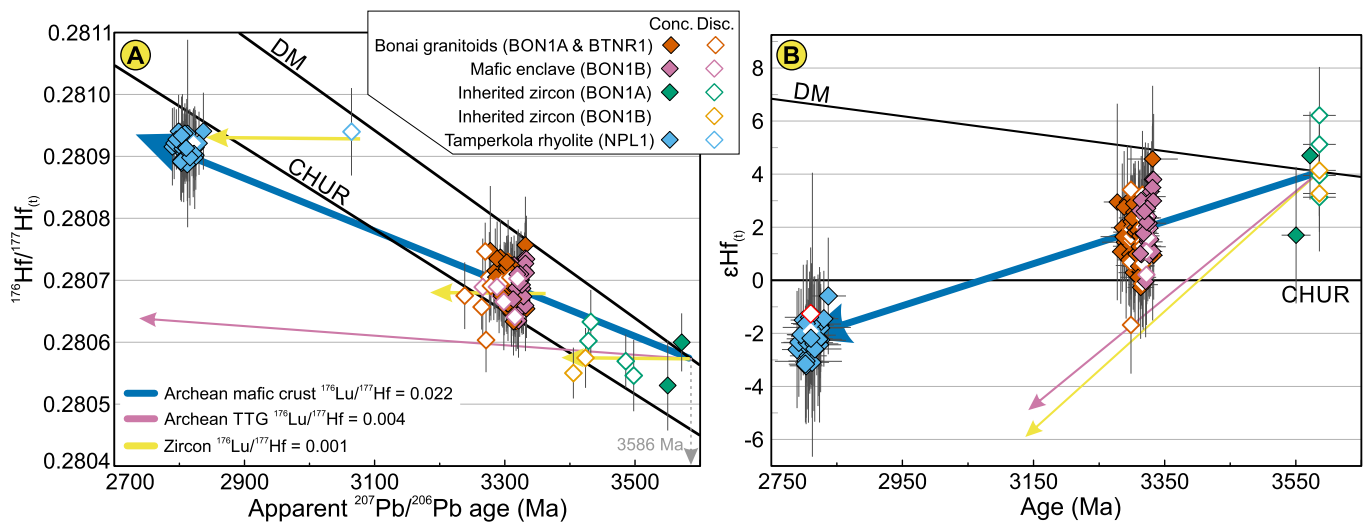 A
0.2811
0.2810
0.2809
0.2808
0.2807
0.2806
0.2805
0.2804
¹⁷⁶Hf/¹⁷⁷Hf(t)
DM
CHUR
Conc. Disc.
Bonai granitoids (BON1A & BTNR1)
Mafic enclave (BON1B)
Inherited zircon (BON1A)
Inherited zircon (BON1B)
Tamperkola rhyolite (NPL1)
Archean mafic crust ¹⁷⁶Lu/¹⁷⁷Hf = 0.022
Archean TTG ¹⁷⁶Lu/¹⁷⁷Hf = 0.004
Zircon ¹⁷⁶Lu/¹⁷⁷Hf = 0.001
3586 Ma
2700 2900 3100 3300 3500
Apparent ²⁰⁷Pb/²⁰⁶Pb age (Ma)
B
8
6
4
2
0
-2
-4
-6
εHf(t)
DM
CHUR
2750 2950 3150 3350 3550
Age (Ma)